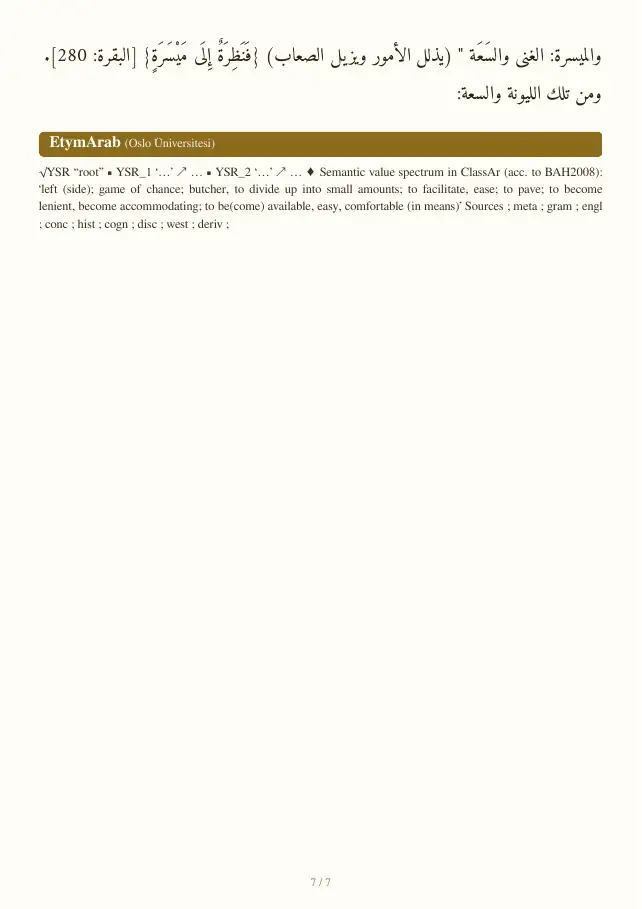 والميسرة: الغنى والسَعَة " (يذلل الأمور ويزيل الصعاب) {فَنَظِرَةٌ إِلَى مَيْسَرَةٍ} [البقرة: 280].
ومن تلك الليونة والسعة:
EtymArab (Oslo Üniversitesi)
√YSR “root” ▪ YSR_1 ‘…’ ↗ … ▪ YSR_2 ‘…’ ↗ … ♦ Semantic value spectrum in ClassAr (acc. to BAH2008):
‘left (side); game of chance; butcher, to divide up into small amounts; to facilitate, ease; to pave; to become
lenient, become accommodating; to be(come) available, easy, comfortable (in means)’ Sources ; meta ; gram ; engl
; conc ; hist ; cogn ; disc ; west ; deriv ;
7 / 7